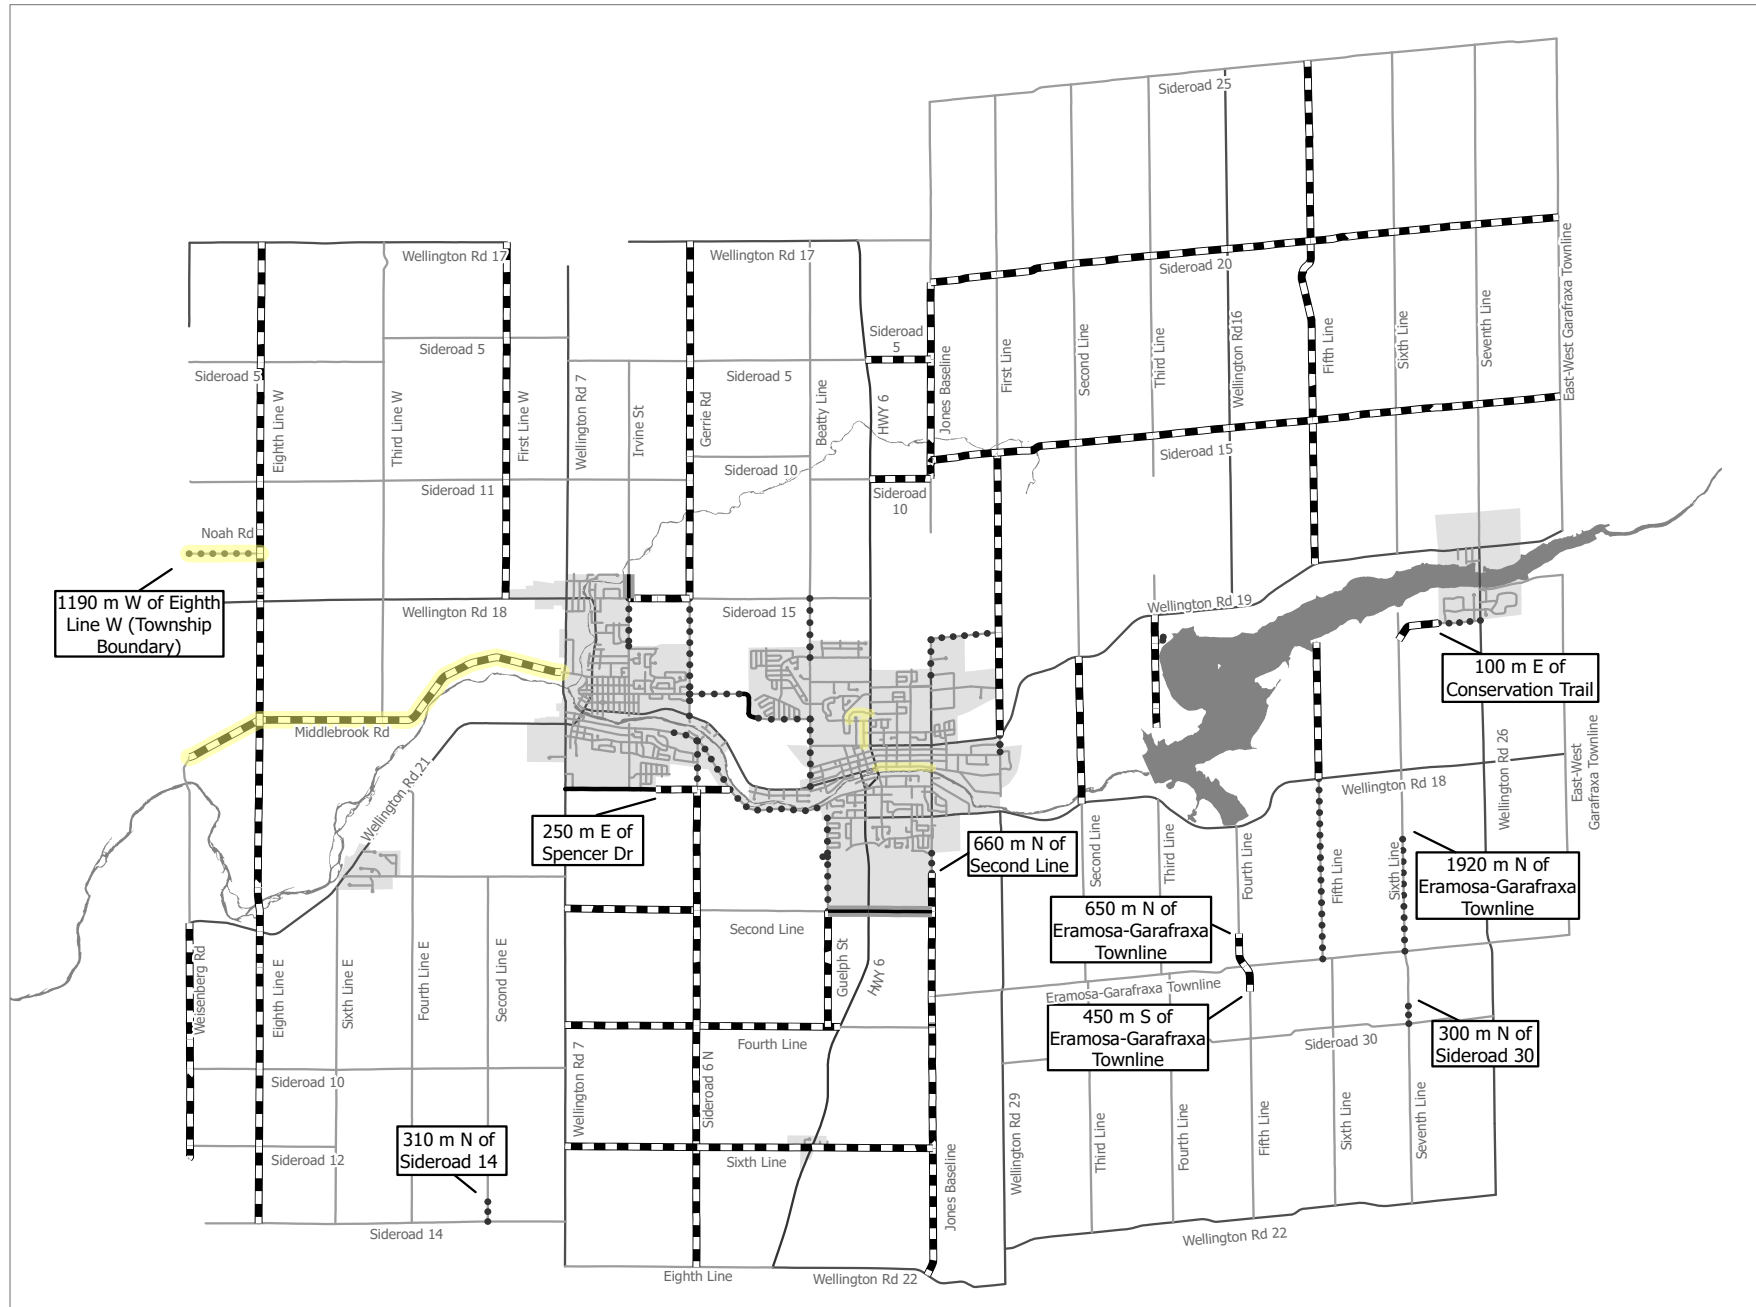 Sideroad 25
Wellington Rd 17
Wellington Rd 17
Sideroad 20
East-West Garafraxa Townline
Sideroad 5
Sideroad
5
Sideroad 5
Sideroad 5
Eighth Line W
Third Line W
First Line W
Wellington Rd 7
Irvine St
Gerrie Rd
Beatty Line
HWY 6
Jones Baseline
First Line
Second Line
Third Line
Wellington Rd16
Fifth Line
Sixth Line
Seventh Line
Sideroad 11
Sideroad 10
Sideroad
10
Sideroad 15
Noah Rd
1190 m W of Eighth
Line W (Township
Boundary)
Wellington Rd 18
Sideroad 15
Wellington Rd 19
100 m E of
Conservation Trail
Middlebrook Rd
Wellington Rd 21
Wellington Rd 18
Wellington Rd 26
East-West
Garafraxa Townline
250 m E of
Spencer Dr
660 m N of
Second Line
Second Line
Third Line
Fourth Line
Fifth Line
Sixth Line
1920 m N of
Eramosa-Garafraxa
Townline
650 m N of
Eramosa-Garafraxa
Townline
Second Line
Guelph St
HWY 6
Weisenberg Rd
Eighth Line E
Sixth Line E
Fourth Line E
Second Line E
Eramosa-Garafraxa Townline
450 m S of
Eramosa-Garafraxa
Townline
Sideroad 30
300 m N of
Sideroad 30
Fourth Line
Sideroad 10
Wellington Rd 7
Sideroad 6 N
Wellington Rd 29
Third Line
Fourth Line
Fifth Line
Sixth Line
Seventh Line
310 m N of
Sideroad 14
Sideroad 12
Sixth Line
Jones Baseline
Sideroad 14
Wellington Rd 22
Eighth Line
Wellington Rd 22